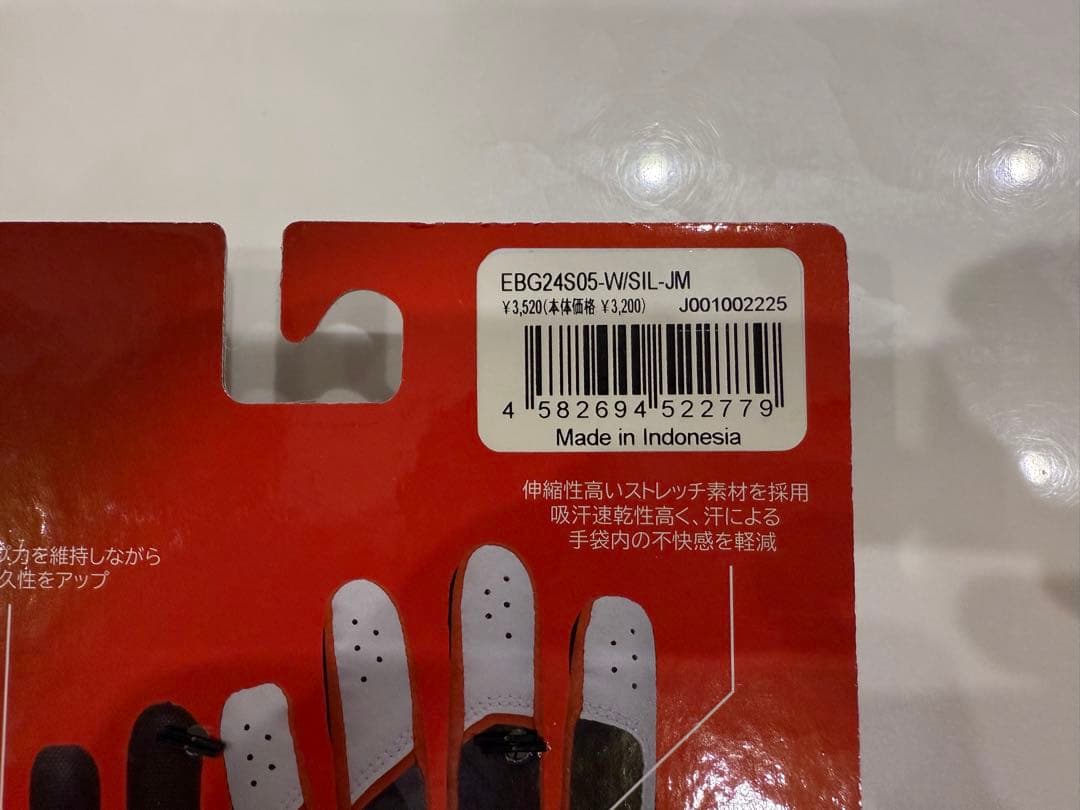 EBG24S05-W/SIL-JM
¥3,520(本体価格 ¥3,200) J001002225
4 582694 522779
Made in Indonesia
伸縮性高いストレッチ素材を採用
吸汗速乾性高く、汗による
手袋内の不快感を軽減
力を維持しながら
久性をアップ